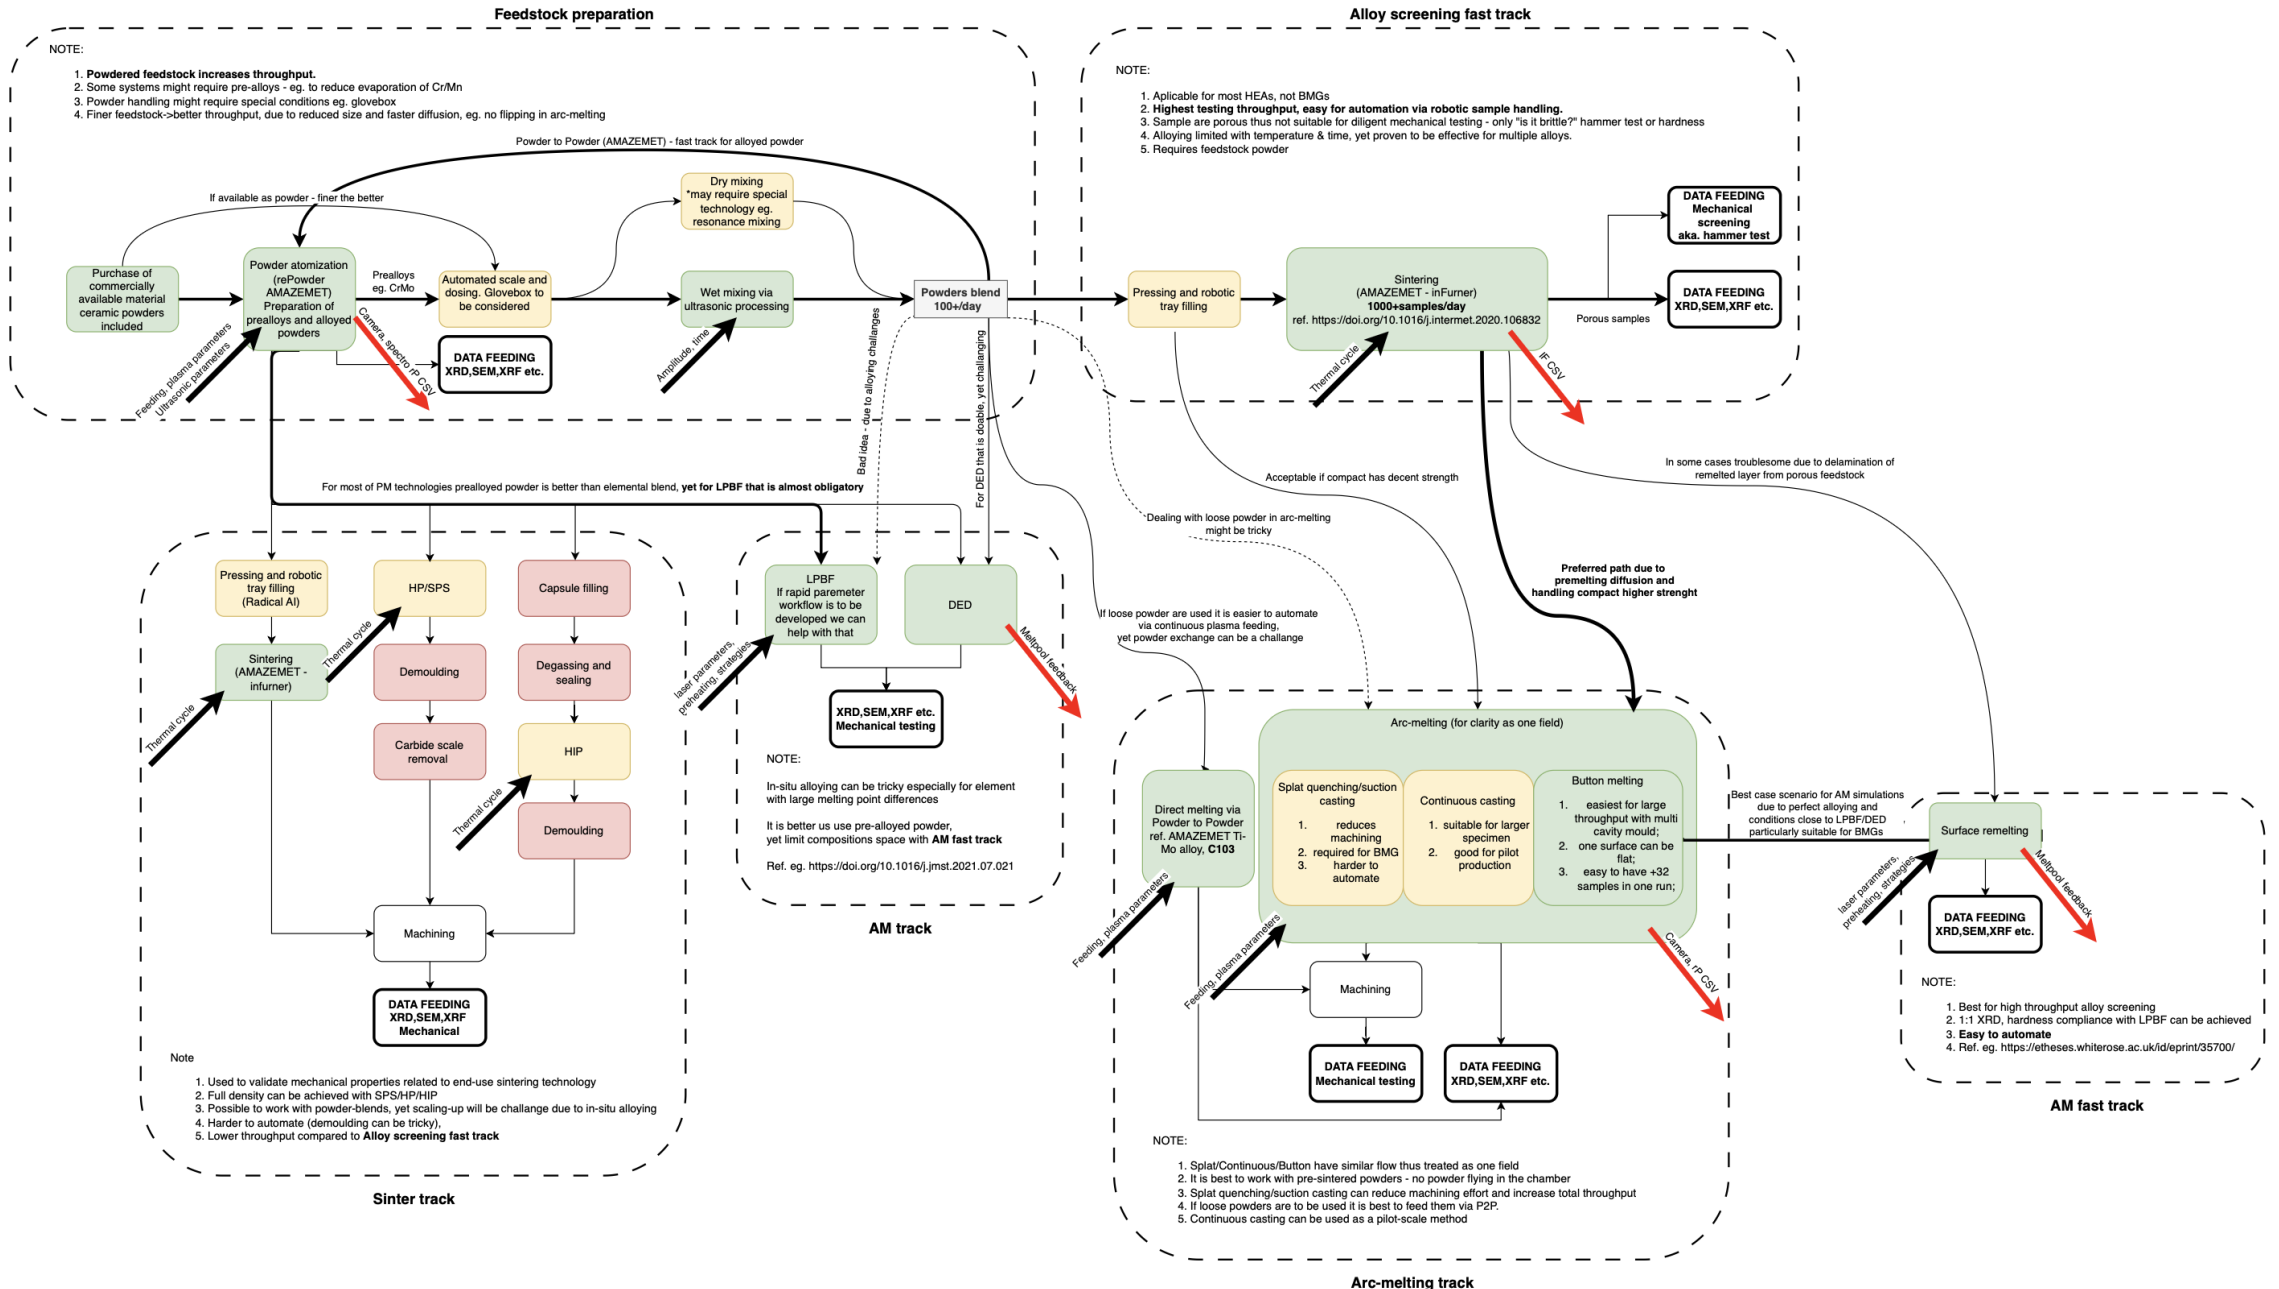 Feedstock preparation
NOTE:
1. Powdered feedstock increases throughput.
2. Some systems might require pre-alloys - eg. to reduce evaporation of Cr/Mn
3. Powder handling might require special conditions eg. glovebox
4. Finer feedstock->better throughput, due to reduced size and faster diffusion, eg. no flipping in arc-melting
Powder to Powder (AMAZEMET) - fast track for alloyed powder
If available as powder - finer the better
Dry mixing
*may require special
technology eg.
resonance mixing
Purchase of
commercially
available material
ceramic powders
included
Powder atomization
(rePowder
AMAZEMET)
Preparation of
prealloys and alloyed
powders
Prealloys
eg. CrMo
Automated scale and
dosing. Glovebox to
be considered
Wet mixing via
ultrasonic processing
Powders blend
100+/day
Feeding, plasma parameters
Ultrasonic parameters
Camera, spectro rP CSV
DATA FEEDING
XRD,SEM,XRF etc.
Amplitude, time
Bad idea - due to alloying challanges
For DED that is doable, yet challanging
Alloy screening fast track
NOTE:
1. Aplicable for most HEAs, not BMGs
2. Highest testing throughput, easy for automation via robotic sample handling.
3. Sample are porous thus not suitable for diligent mechanical testing - only "is it brittle?" hammer test or hardness
4. Alloying limited with temperature & time, yet proven to be effective for multiple alloys.
5. Requires feedstock powder
Pressing and robotic
tray filling
Sintering
(AMAZEMET - inFurner)
1000+samples/day
ref. https://doi.org/10.1016/j.internet.2020.106832
Thermal cycle
IF CSV
Porous samples
DATA FEEDING
Mechanical
screening
aka. hammer test
DATA FEEDING
XRD,SEM,XRF etc.
For most of PM technologies prealloyed powder is better than elemental blend, yet for LPBF that is almost obligatory
Acceptable if compact has decent strength
In some cases troublesome due to delamination of
remelted layer from porous feedstock
Dealing with loose powder in arc-melting
might be tricky
Preferred path due to
premelting diffusion and
handling compact higher strenght
If loose powder are used it is easier to automate
via continuous plasma feeding,
yet powder exchange can be a challange
Pressing and robotic
tray filling
(Radical AI)
HP/SPS
Capsule filling
Thermal cycle
Sintering
(AMAZEMET -
infurner)
Demoulding
Degassing and
sealing
Thermal cycle
Carbide scale
removal
HIP
Thermal cycle
Demoulding
Machining
DATA FEEDING
XRD,SEM,XRF
Mechanical
Note
1. Used to validate mechanical properties related to end-use sintering technology
2. Full density can be achieved with SPS/HP/HIP
3. Possible to work with powder-blends, yet scaling-up will be challange due to in-situ alloying
4. Harder to automate (demoulding can be tricky),
5. Lower throughput compared to Alloy screening fast track
Sinter track
LPBF
If rapid paremeter
workflow is to be
developed we can
help with that
DED
laser parameters,
preheating, strategies
Meltpool feedback
XRD,SEM,XRF etc.
Mechanical testing
NOTE:
In-situ alloying can be tricky especially for element
with large melting point differences
It is better us use pre-alloyed powder,
yet limit compositions space with AM fast track
Ref. eg. https://doi.org/10.1016/j.jmst.2021.07.021
AM track
Arc-melting (for clarity as one field)
Direct melting via
Powder to Powder
ref. AMAZEMET Ti-
Mo alloy, C103
Splat quenching/suction
casting
1. reduces
machining
2. required for BMG
3. harder to
automate
Continuous casting
1. suitable for larger
specimen
2. good for pilot
production
Button melting
1. easiest for large
throughput with multi
cavity mould;
2. one surface can be
flat;
3. easy to have +32
samples in one run;
Feeding, plasma parameters
Feeding, plasma parameters
Camera, rP CSV
Machining
DATA FEEDING
Mechanical testing
DATA FEEDING
XRD,SEM,XRF etc.
NOTE:
1. Splat/Continuous/Button have similar flow thus treated as one field
2. It is best to work with pre-sintered powders - no powder flying in the chamber
3. Splat quenching/suction casting can reduce machining effort and increase total throughput
4. If loose powders are to be used it is best to feed them via P2P.
5. Continuous casting can be used as a pilot-scale method
Arc-melting track
Best case scenario for AM simulations
due to perfect alloying and
conditions close to LPBF/DED
particularly suitable for BMGs
Surface remelting
laser parameters,
preheating, strategies
Meltpool feedback
DATA FEEDING
XRD,SEM,XRF etc.
NOTE:
1. Best for high throughput alloy screening
2. 1:1 XRD, hardness compliance with LPBF can be achieved
3. Easy to automate
4. Ref. eg. https://etheses.whiterose.ac.uk/id/eprint/35700/
AM fast track